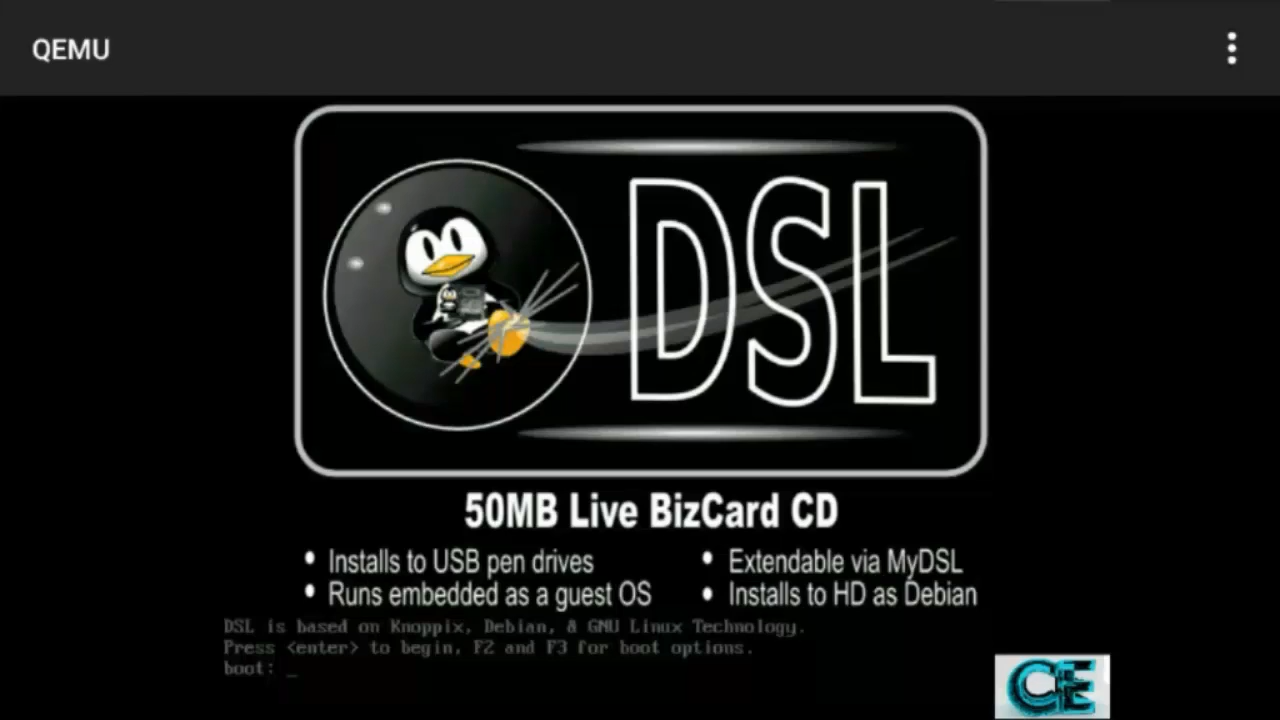 QEMU
DSL
50MB Live BizCard CD
• Installs to USB pen drives
• Extendable via MyDSL
• Runs embedded as a guest OS
• Installs to HD as Debian
DSL is based on Knoppix, Debian, & GNU Linux Technology.
Press <enter> to begin, F2 and F3 for boot options.
boot: _
CE